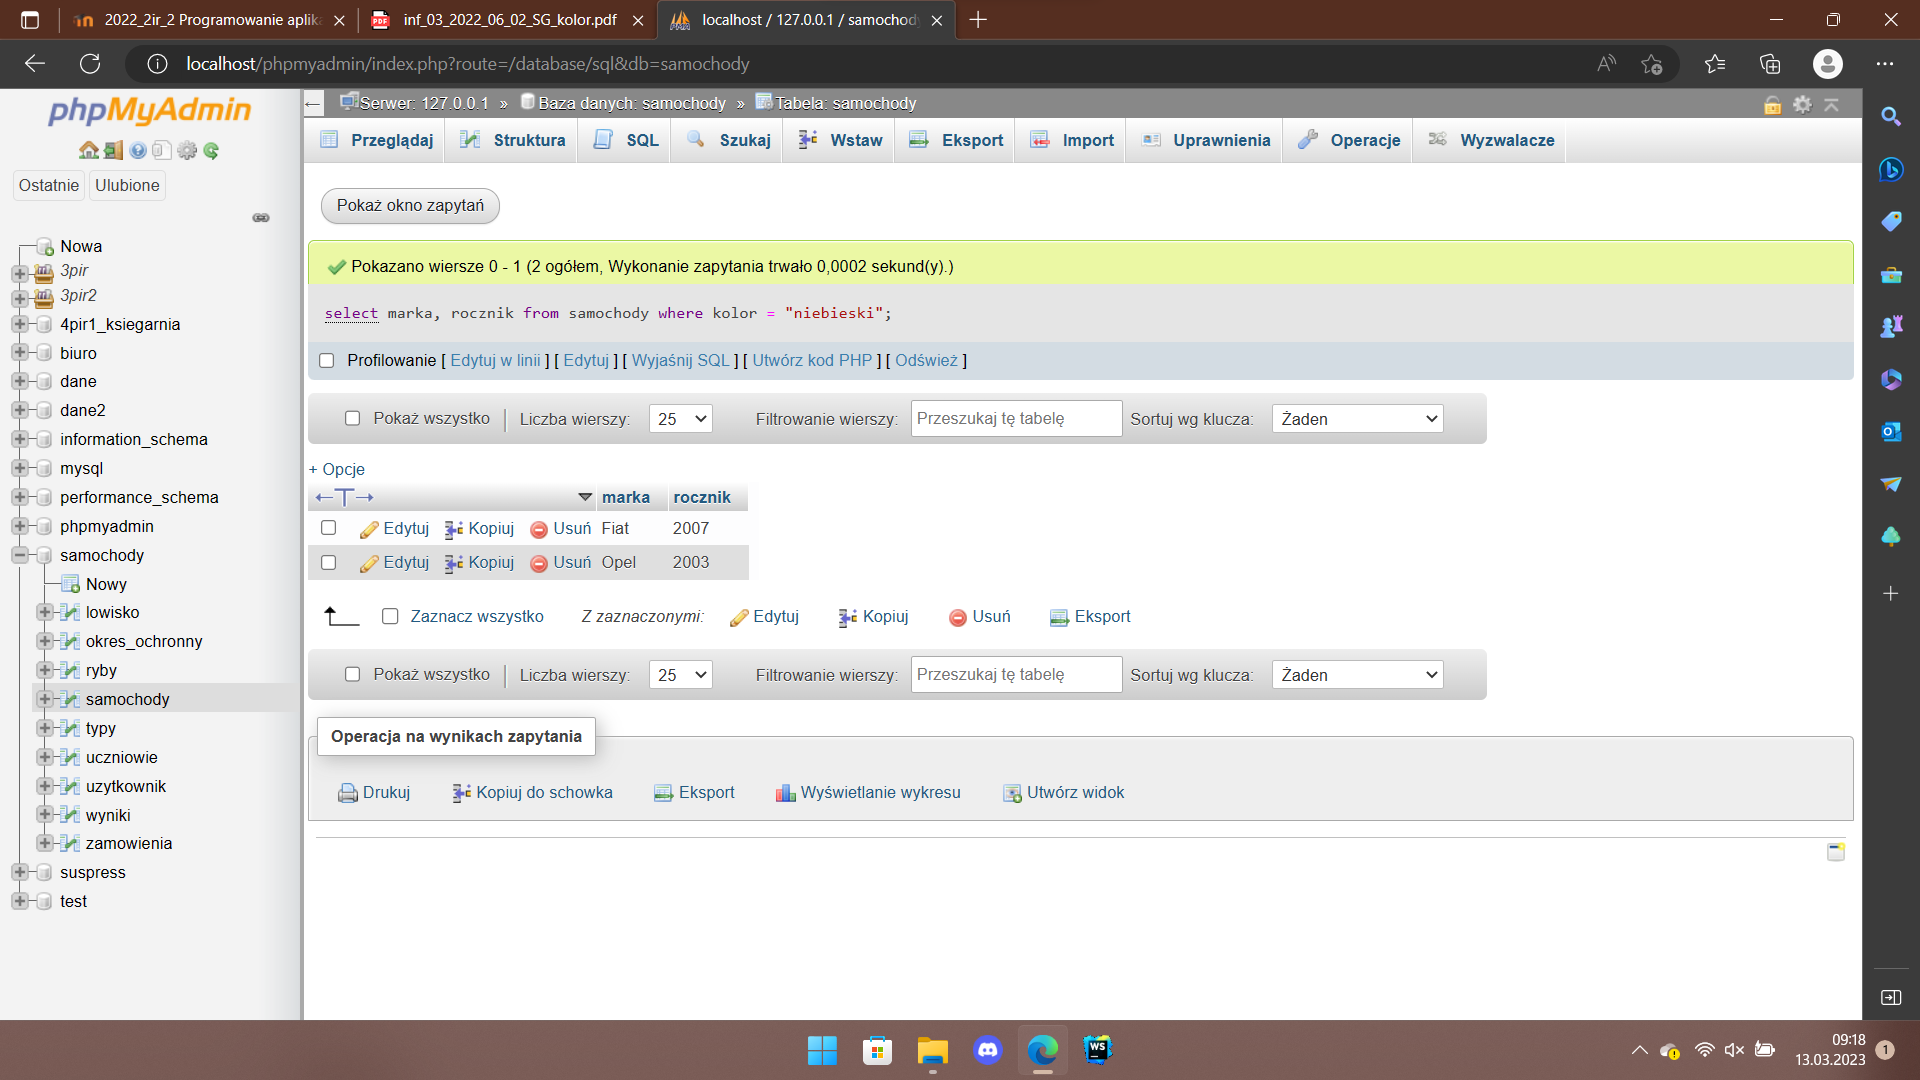 2022_2ir_2 Programowanie aplika
inf_03_2022_06_02_SG_kolor.pdf
localhost / 127.0.0.1 / samochody
localhost/phpmyadmin/index.php?route=/database/sql&db=samochody
phpMyAdmin
Ostatnie Ulubione
Nowa
3pir
3pir2
4pir1_ksiegarnia
biuro
dane
dane2
information_schema
mysql
performance_schema
phpmyadmin
samochody
Nowy
lowisko
okres_ochronny
ryby
samochody
typy
uczniowie
uzytkownik
wyniki
zamowienia
suspress
test
Serwer: 127.0.0.1 » Baza danych: samochody » Tabela: samochody
Przeglądaj Struktura SQL Szukaj Wstaw Eksport Import Uprawnienia Operacje Wyzwalacze
Pokaż okno zapytań
Pokazano wiersze 0 - 1 (2 ogółem, Wykonanie zapytania trwało 0,0002 sekund(y).)
select marka, rocznik from samochody where kolor = "niebieski";
Profilowanie [ Edytuj w linii ] [ Edytuj ] [ Wyjaśnij SQL ] [ Utwórz kod PHP ] [ Odśwież ]
Pokaż wszystko | Liczba wierszy: 25 Filtrowanie wierszy: Przeszukaj tę tabelę Sortuj wg klucza: Żaden
+ Opcje
←T→ marka rocznik
Edytuj Kopiuj Usuń Fiat 2007
Edytuj Kopiuj Usuń Opel 2003
Zaznacz wszystko Z zaznaczonymi: Edytuj Kopiuj Usuń Eksport
Pokaż wszystko | Liczba wierszy: 25 Filtrowanie wierszy: Przeszukaj tę tabelę Sortuj wg klucza: Żaden
Operacja na wynikach zapytania
Drukuj Kopiuj do schowka Eksport Wyświetlanie wykresu Utwórz widok
WS
09:18
13.03.2023
1